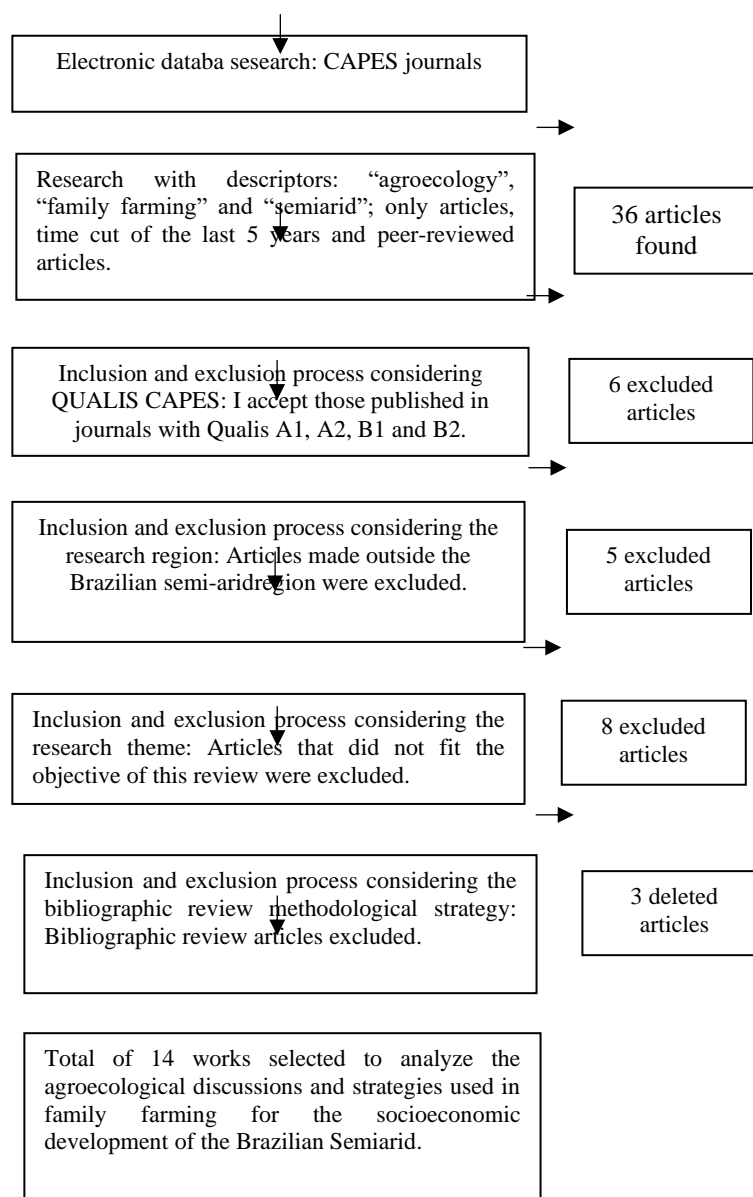 Electronic databa sesearch: CAPES journals
Research with descriptors: “agroecology”,
“family farming” and “semiarid”; only articles,
time cut of the last 5 years and peer-reviewed
articles.
36 articles
found
Inclusion and exclusion process considering
QUALIS CAPES: I accept those published in
journals with Qualis A1, A2, B1 and B2.
6 excluded
articles
Inclusion and exclusion process considering the
research region: Articles made outside the
Brazilian semi-aridregion were excluded.
5 excluded
articles
Inclusion and exclusion process considering the
research theme: Articles that did not fit the
objective of this review were excluded.
8 excluded
articles
Inclusion and exclusion process considering the
bibliographic review methodological strategy:
Bibliographic review articles excluded.
3 deleted
articles
Total of 14 works selected to analyze the
agroecological discussions and strategies used in
family farming for the socioeconomic
development of the Brazilian Semiarid.